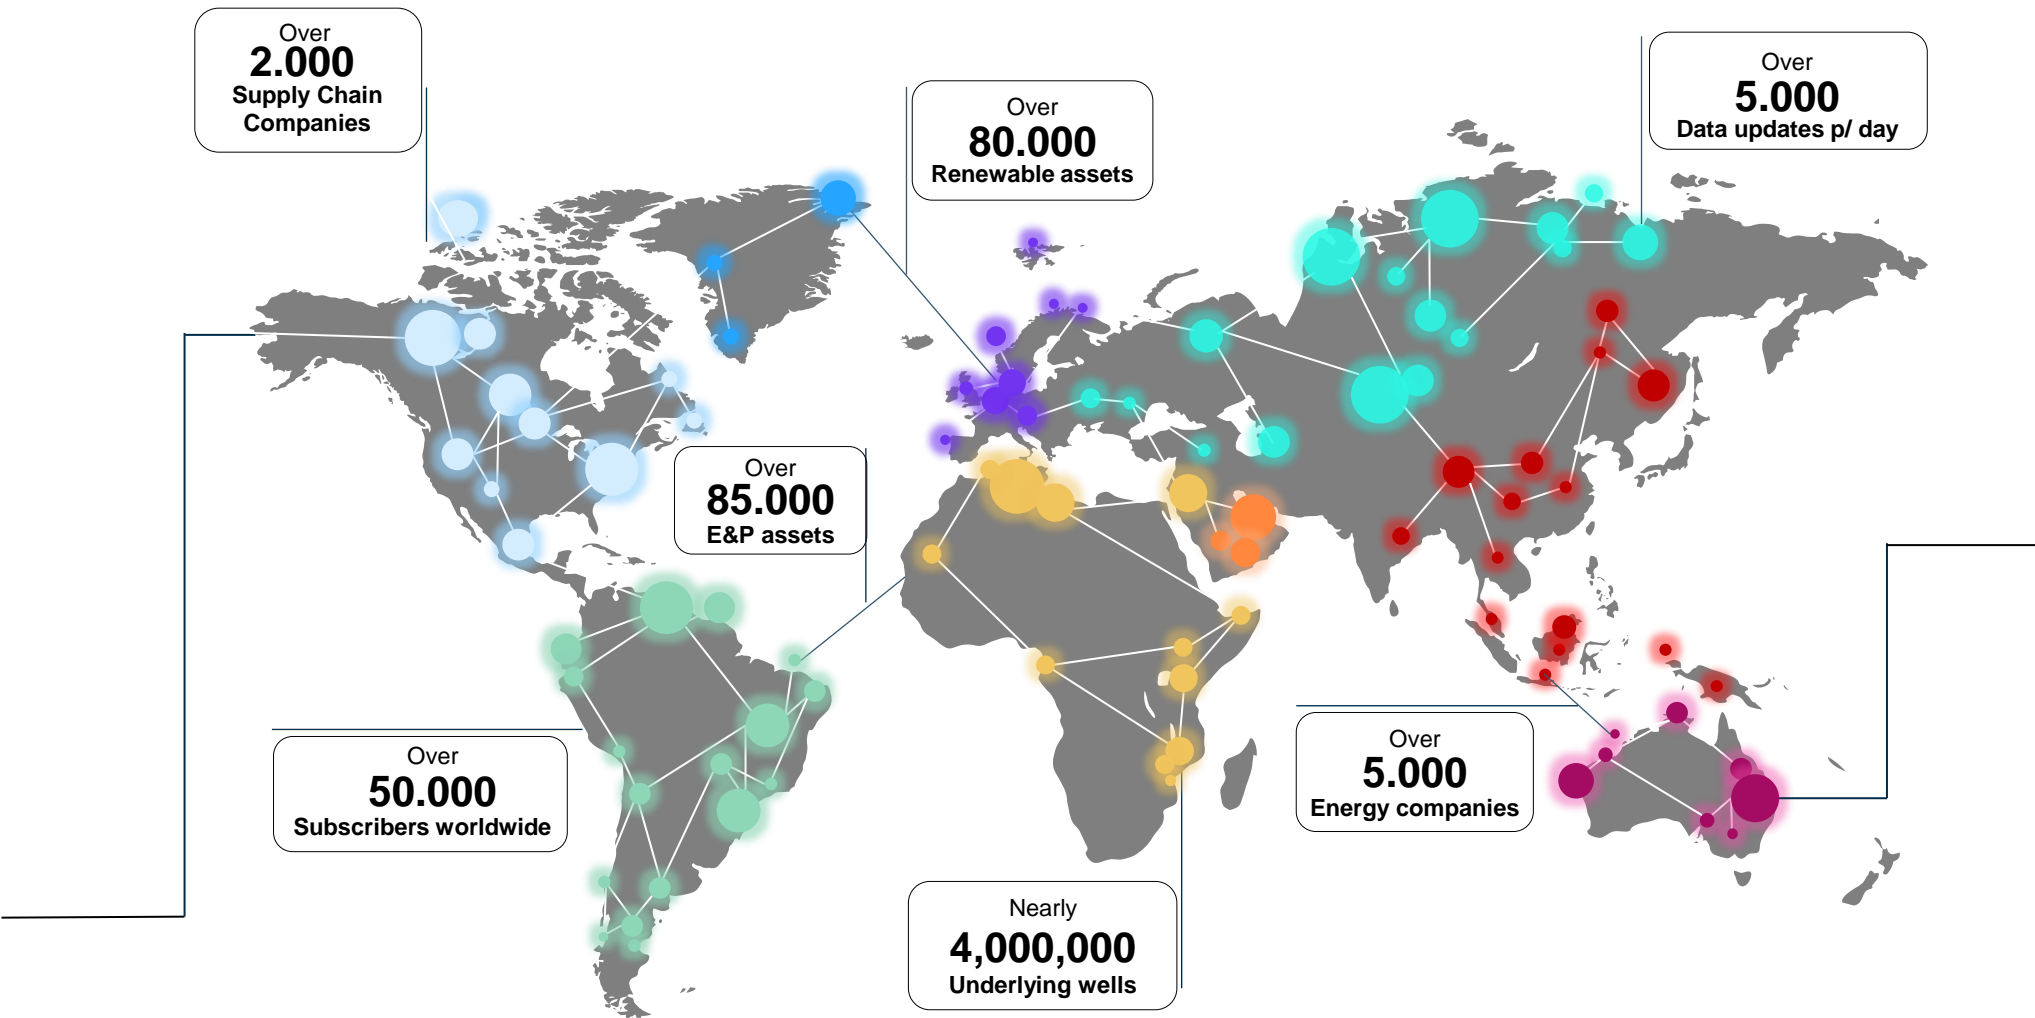 Over
2.000
Supply Chain
Companies
Over
80.000
Renewable assets
Over
5.000
Data updates p/ day
Over
85.000
E&P assets
Over
50.000
Subscribers worldwide
Over
5.000
Energy companies
Nearly
4,000,000
Underlying wells